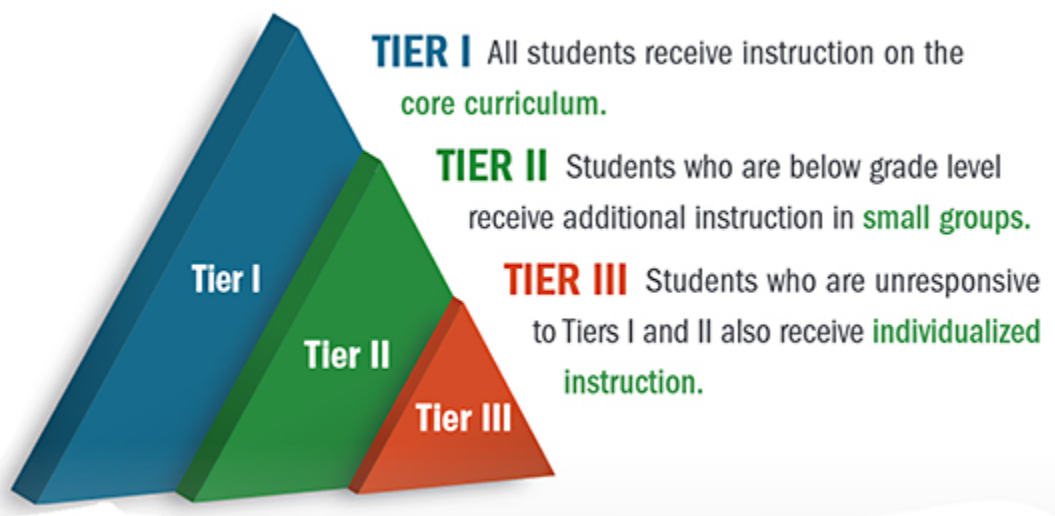 TIER I All students receive instruction on the
core curriculum.
TIER II Students who are below grade level
receive additional instruction in small groups.
TIER III Students who are unresponsive
to Tiers I and II also receive individualized
instruction.
Tier I
Tier II
Tier III